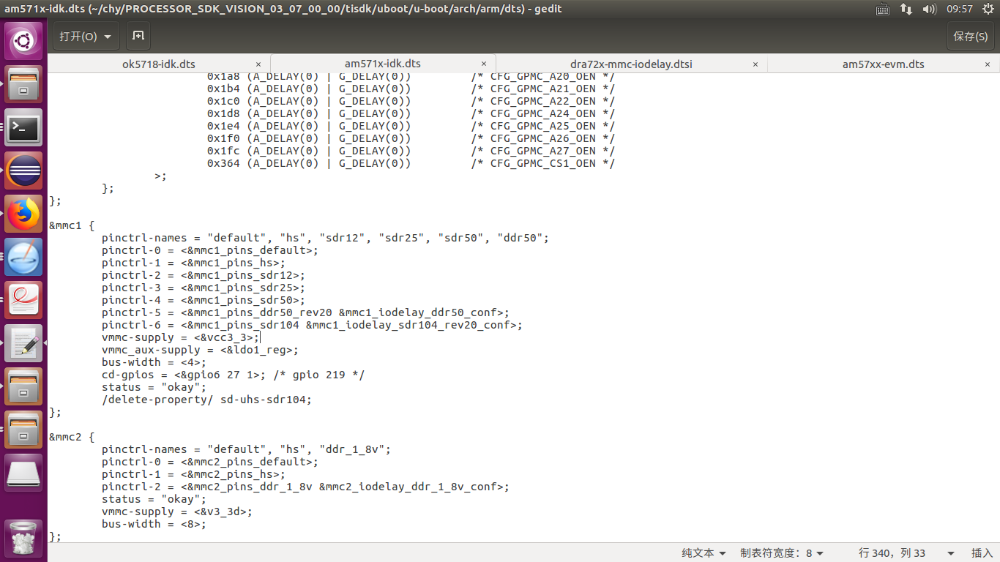 am571x-idk.dts (~/chy/PROCESSOR_SDK_VISION_03_07_00_00/tisdk/uboot/u-boot/arch/arm/dts) - gedit
09:57
打开(O)
保存(S)
ok5718-idk.dts × am571x-idk.dts × dra72x-mmc-iodelay.dtsi × am57xx-evm.dts ×
0x1a8 (A_DELAY(0) | G_DELAY(0)) /* CFG_GPMC_A20_OEN */
0x1b4 (A_DELAY(0) | G_DELAY(0)) /* CFG_GPMC_A21_OEN */
0x1c0 (A_DELAY(0) | G_DELAY(0)) /* CFG_GPMC_A22_OEN */
0x1d8 (A_DELAY(0) | G_DELAY(0)) /* CFG_GPMC_A24_OEN */
0x1e4 (A_DELAY(0) | G_DELAY(0)) /* CFG_GPMC_A25_OEN */
0x1f0 (A_DELAY(0) | G_DELAY(0)) /* CFG_GPMC_A26_OEN */
0x1fc (A_DELAY(0) | G_DELAY(0)) /* CFG_GPMC_A27_OEN */
0x364 (A_DELAY(0) | G_DELAY(0)) /* CFG_GPMC_CS1_OEN */
>;
};
};
&mmc1 {
pinctrl-names = "default", "hs", "sdr12", "sdr25", "sdr50", "ddr50";
pinctrl-0 = <&mmc1_pins_default>;
pinctrl-1 = <&mmc1_pins_hs>;
pinctrl-2 = <&mmc1_pins_sdr12>;
pinctrl-3 = <&mmc1_pins_sdr25>;
pinctrl-4 = <&mmc1_pins_sdr50>;
pinctrl-5 = <&mmc1_pins_ddr50_rev20 &mmc1_iodelay_ddr50_conf>;
pinctrl-6 = <&mmc1_pins_sdr104 &mmc1_iodelay_sdr104_rev20_conf>;
vmmc-supply = <&vcc3_3>;
vmmc_aux-supply = <&ldo1_reg>;
bus-width = <4>;
cd-gpios = <&gpio6 27 1>; /* gpio 219 */
status = "okay";
/delete-property/ sd-uhs-sdr104;
};
&mmc2 {
pinctrl-names = "default", "hs", "ddr_1_8v";
pinctrl-0 = <&mmc2_pins_default>;
pinctrl-1 = <&mmc2_pins_hs>;
pinctrl-2 = <&mmc2_pins_ddr_1_8v &mmc2_iodelay_ddr_1_8v_conf>;
status = "okay";
vmmc-supply = <&v3_3d>;
bus-width = <8>;
};
纯文本 制表符宽度：8 行 340，列 33 插入